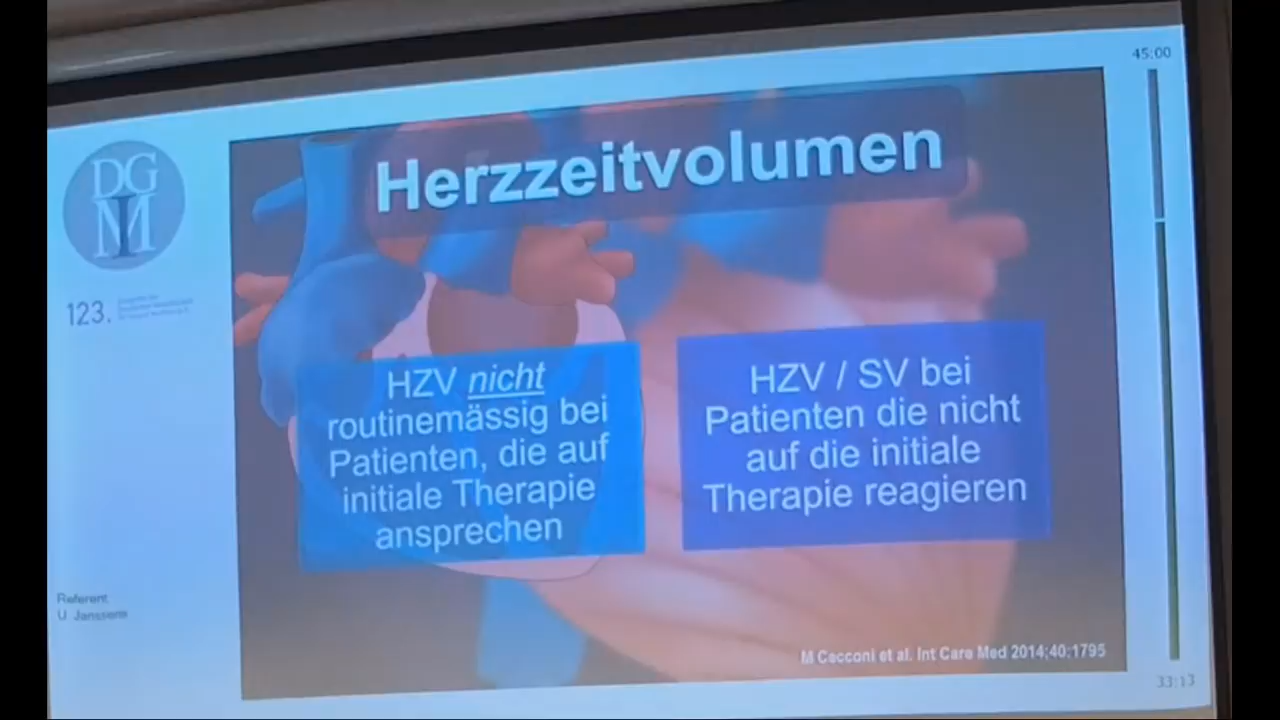 45:00
DG
IM
Herzzeitvolumen
123.
HZV nicht
routinemässig bei
Patienten, die auf
initiale Therapie
ansprechen
HZV / SV bei
Patienten die nicht
auf die initiale
Therapie reagieren
Referent
U. Janssens
M Cecconi et al. Int Care Med 2014;40:1795
33:13